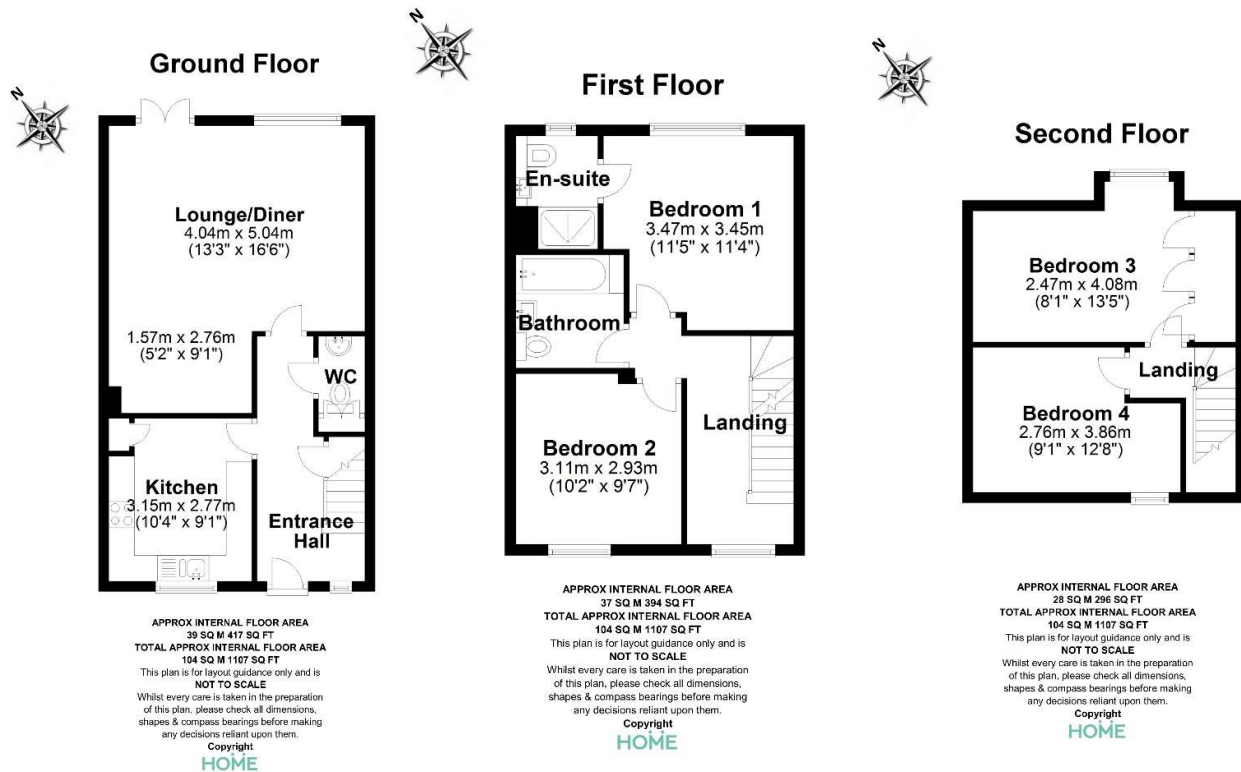 N
Ground Floor
Lounge/Diner
4.04m x 5.04m
(13'3" x 16'6")
1.57m x 2.76m
(5'2" x 9'1")
WC
Kitchen
3.15m x 2.77m
(10'4" x 9'1")
Entrance
Hall
APPROX INTERNAL FLOOR AREA
39 SQ M 417 SQ FT
TOTAL APPROX INTERNAL FLOOR AREA
104 SQ M 1107 SQ FT
This plan is for layout guidance only and is
NOT TO SCALE
Whilst every care is taken in the preparation
of this plan, please check all dimensions,
shapes & compass bearings before making
any decisions reliant upon them.
Copyright
HOME
N
First Floor
En-suite
Bedroom 1
3.47m x 3.45m
(11'5" x 11'4")
Bathroom
Landing
Bedroom 2
3.11m x 2.93m
(10'2" x 9'7")
APPROX INTERNAL FLOOR AREA
37 SQ M 394 SQ FT
TOTAL APPROX INTERNAL FLOOR AREA
104 SQ M 1107 SQ FT
This plan is for layout guidance only and is
NOT TO SCALE
Whilst every care is taken in the preparation
of this plan, please check all dimensions,
shapes & compass bearings before making
any decisions reliant upon them.
Copyright
HOME
N
Second Floor
Bedroom 3
2.47m x 4.08m
(8'1" x 13'5")
Landing
Bedroom 4
2.76m x 3.86m
(9'1" x 12'8")
APPROX INTERNAL FLOOR AREA
28 SQ M 296 SQ FT
TOTAL APPROX INTERNAL FLOOR AREA
104 SQ M 1107 SQ FT
This plan is for layout guidance only and is
NOT TO SCALE
Whilst every care is taken in the preparation
of this plan, please check all dimensions,
shapes & compass bearings before making
any decisions reliant upon them.
Copyright
HOME